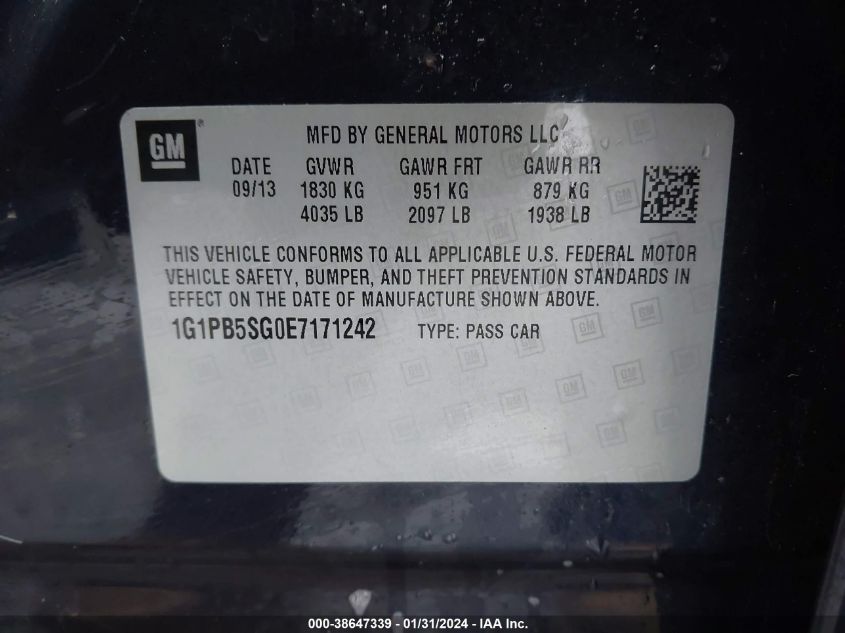 GM®
MFD BY GENERAL MOTORS LLC
DATE GVWR GAWR FRT GAWR RR
09/13 1830 KG 951 KG 879 KG
4035 LB 2097 LB 1938 LB
THIS VEHICLE CONFORMS TO ALL APPLICABLE U.S. FEDERAL MOTOR
VEHICLE SAFETY, BUMPER, AND THEFT PREVENTION STANDARDS IN
EFFECT ON THE DATE OF MANUFACTURE SHOWN ABOVE.
1G1PB5SG0E7171242 TYPE: PASS CAR
000-38647339 - 01/31/2024 - IAA Inc.